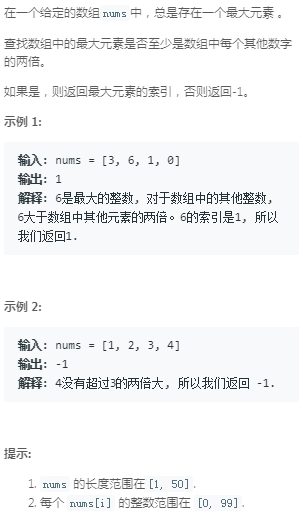 在一个给定的数组nums中，总是存在一个最大元素 。
查找数组中的最大元素是否至少是数组中每个其他数字
的两倍。
如果是，则返回最大元素的索引，否则返回-1。
示例 1:
输入: nums = [3, 6, 1, 0]
输出: 1
解释: 6是最大的整数, 对于数组中的其他整数,
6大于数组中其他元素的两倍。6的索引是1, 所以
我们返回1.
示例 2:
输入: nums = [1, 2, 3, 4]
输出: -1
解释: 4没有超过3的两倍大, 所以我们返回 -1.
提示:
1. nums 的长度范围在[1, 50].
2. 每个 nums[i] 的整数范围在 [0, 99].